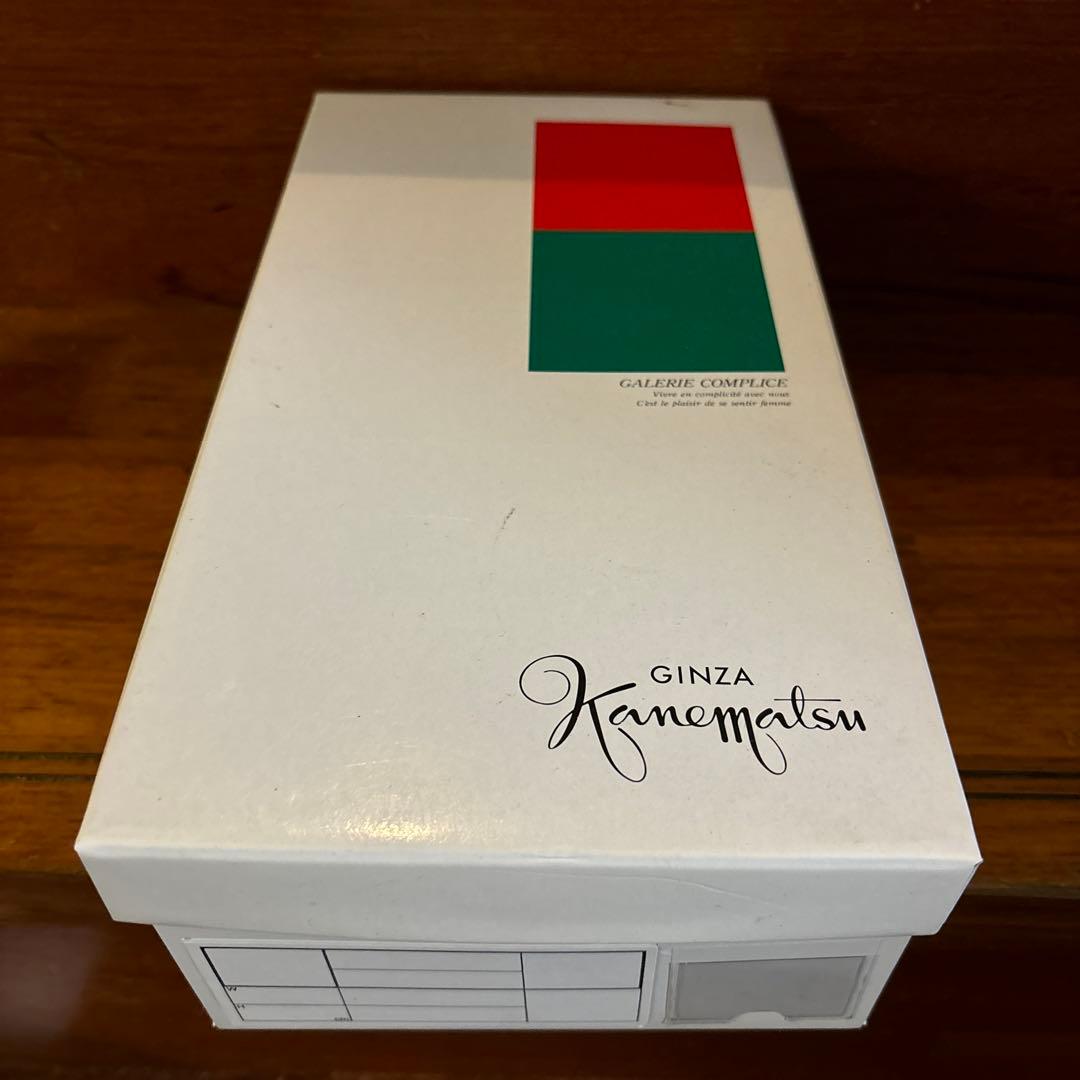 GALERIE COMPLICE
Vivre en complicité avec nous
C'est le plaisir de se sentir femme
GINZA
Kanematsu
W
H